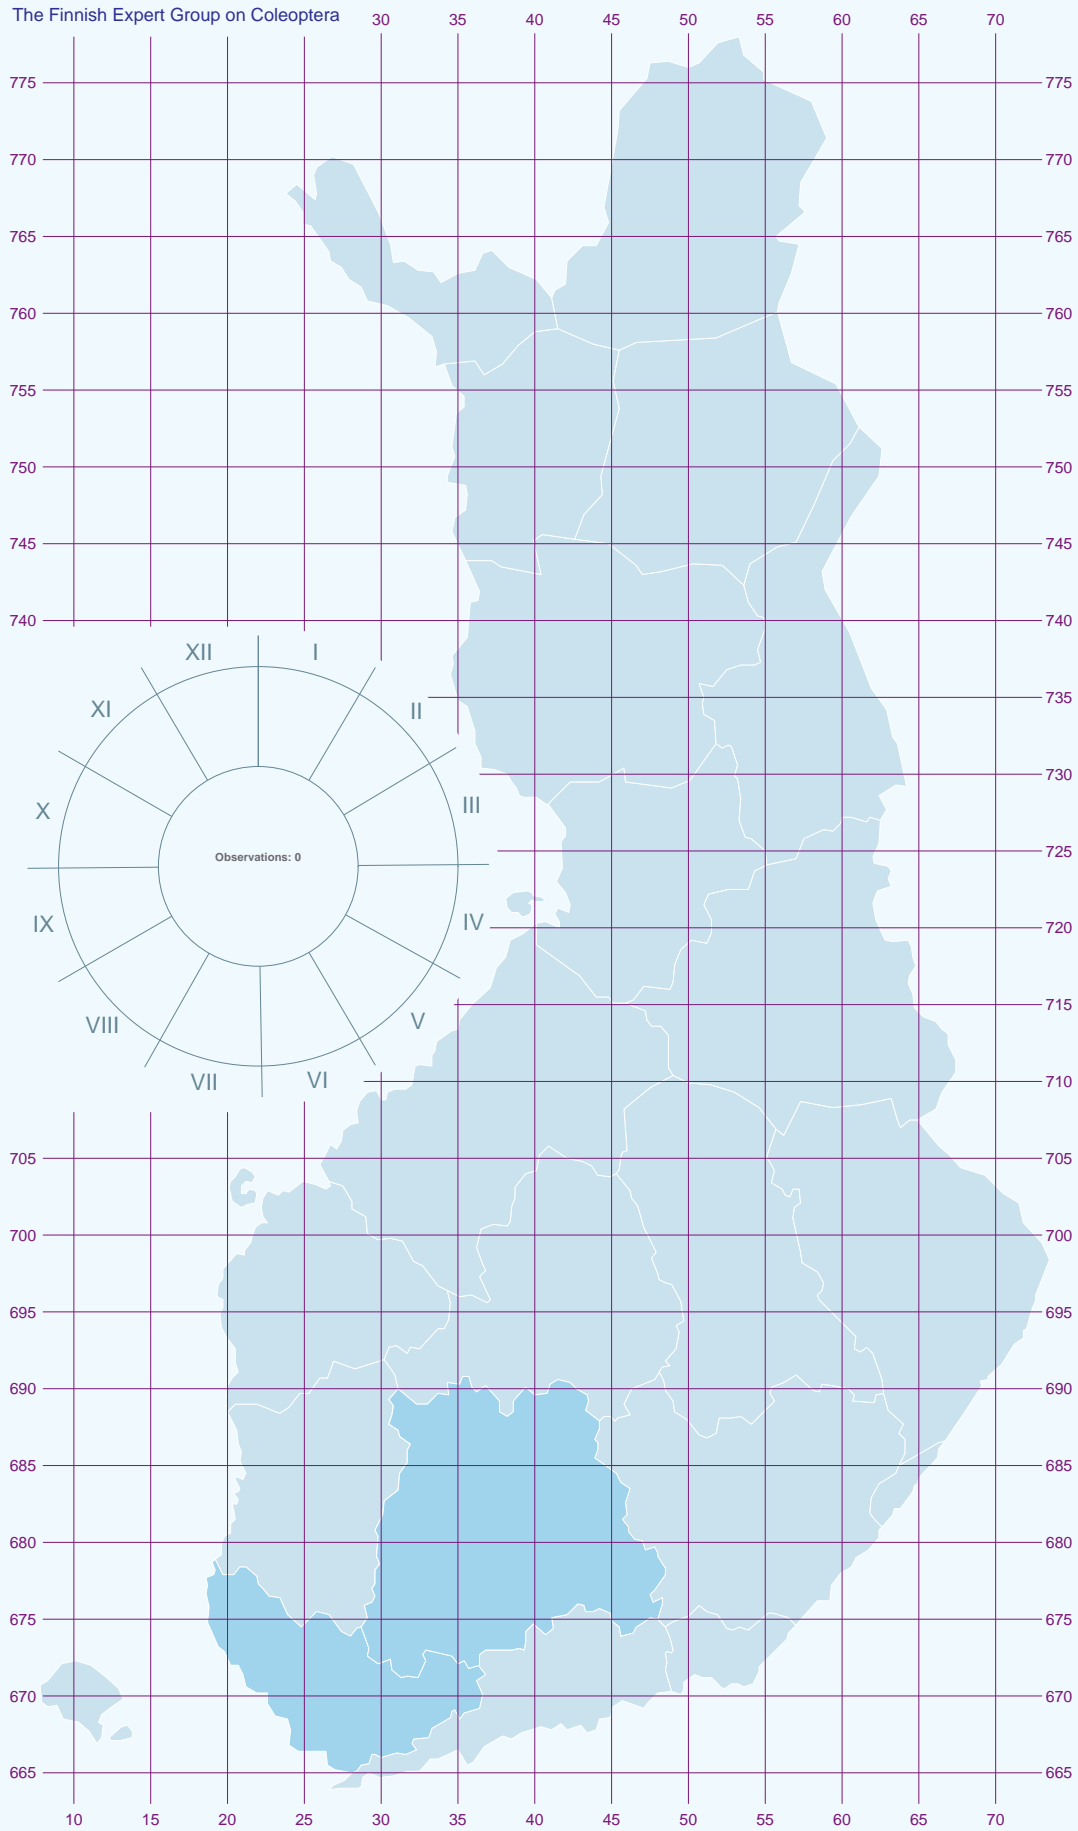 The Finnish Expert Group on Coleoptera
30 35 40 45 50 55 60 65 70
775 775
770 770
765 765
760 760
755 755
750 750
745 745
740 740
XII I
XI II
735
730
X III
Observations: 0
725
IX IV
720
715
VIII V
VII VI
710
705 705
700 700
695 695
690 690
685 685
680 680
675 675
670 670
665 665
10 15 20 25 30 35 40 45 50 55 60 65 70